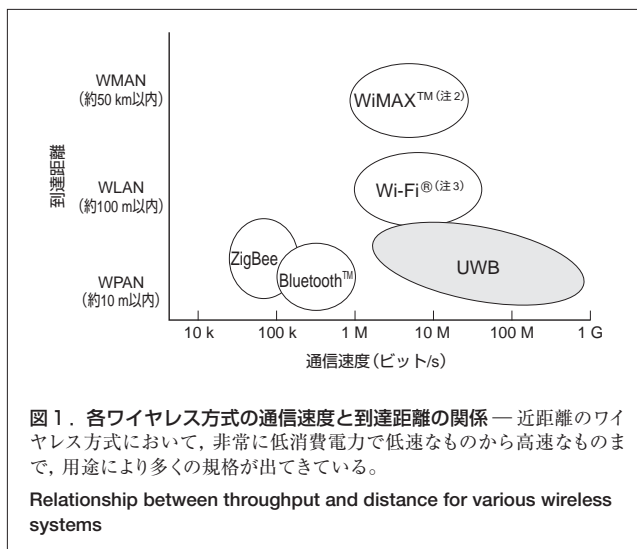 WMAN
(約50 km以内)
WiMAX™(注2)
到達距離
WLAN
(約100 m以内)
Wi-Fi®(注3)
ZigBee
Bluetooth™
UWB
WPAN
(約10 m以内)
10 k 100 k 1 M 10 M 100 M 1 G
通信速度(ビット/s)
図1．各ワイヤレス方式の通信速度と到達距離の関係 — 近距離のワイ
ヤレス方式において，非常に低消費電力で低速なものから高速なものま
で，用途により多くの規格が出てきている。
Relationship between throughput and distance for various wireless
systems